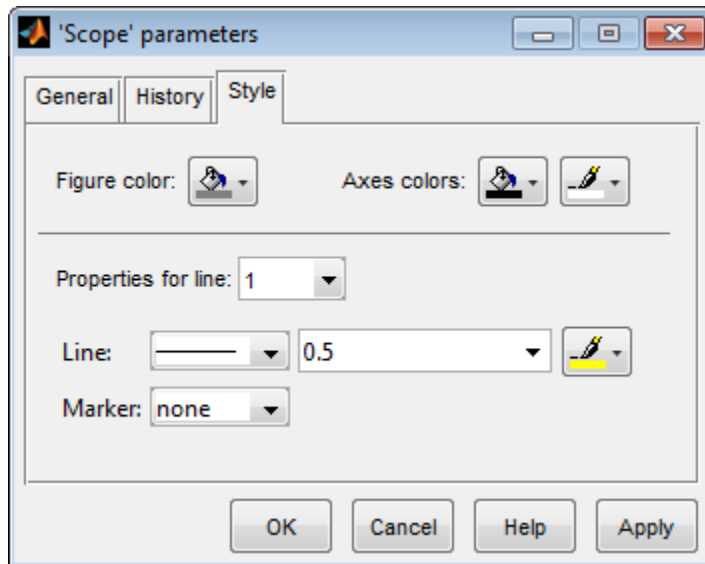 'Scope' parameters
General History Style
Figure color: Axes colors:
Properties for line: 1
Line: 0.5
Marker: none
OK Cancel Help Apply